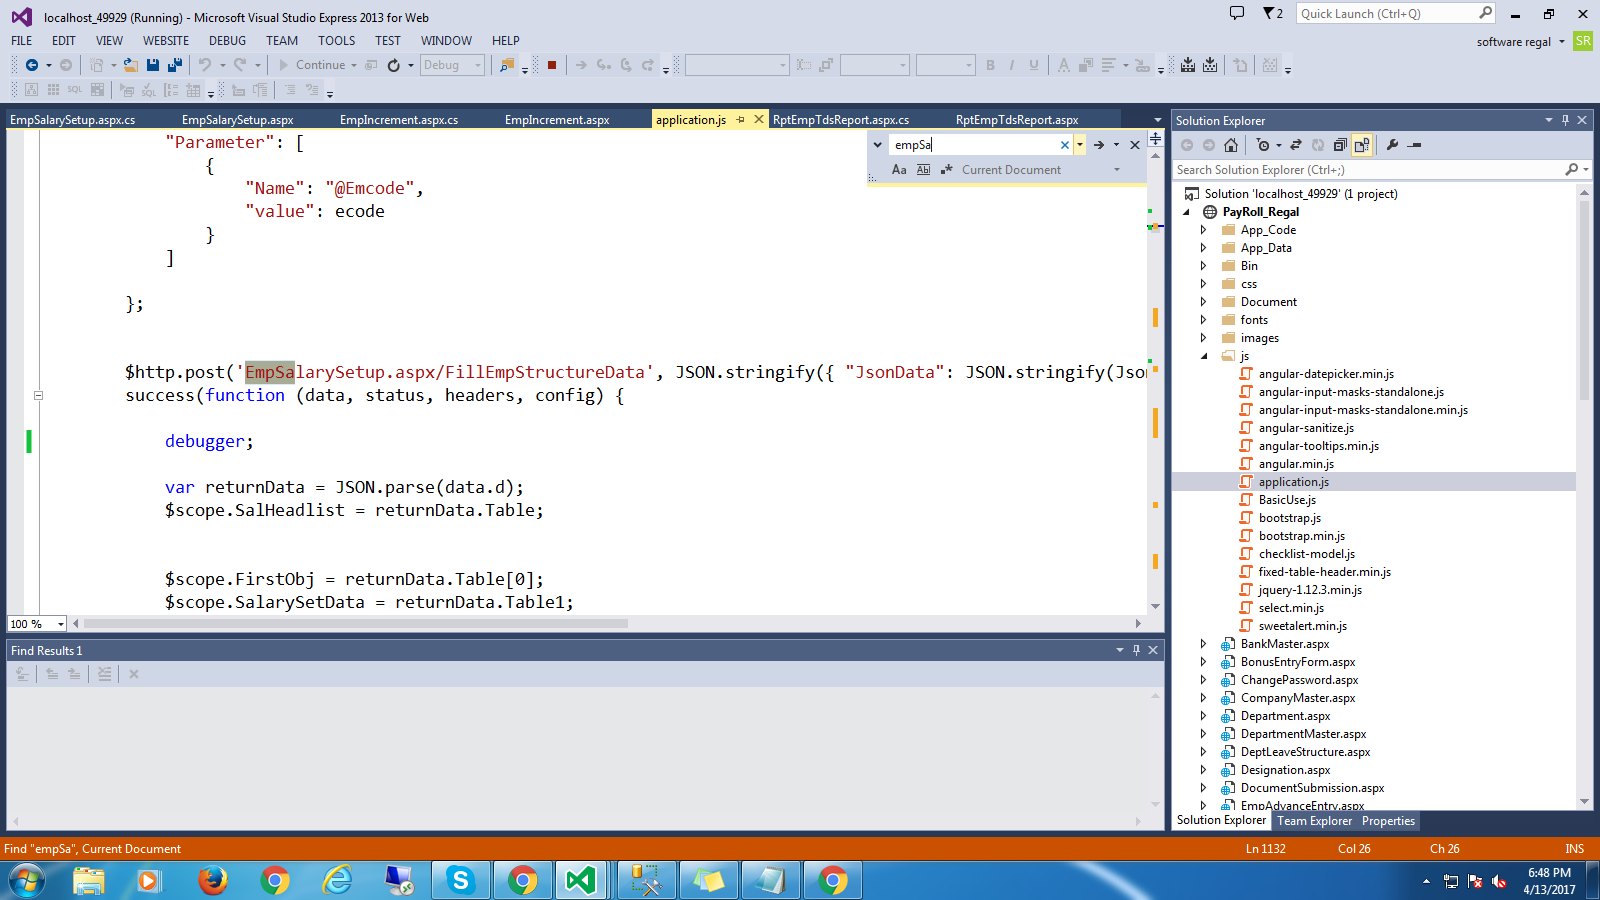 localhost_49929 (Running) - Microsoft Visual Studio Express 2013 for Web
2
Quick Launch (Ctrl+Q)
FILE EDIT VIEW WEBSITE DEBUG TEAM TOOLS TEST WINDOW HELP
software regal SR
Continue Debug
EmpSalarySetup.aspx.cs EmpSalarySetup.aspx EmpIncrement.aspx.cs EmpIncrement.aspx application.js RptEmpTdsReport.aspx.cs RptEmpTdsReport.aspx
empSa
Aa Ab Current Document
"Parameter": [
{
"Name": "@Emcode",
"value": ecode
}
]
};
$http.post('EmpSalarySetup.aspx/FillEmpStructureData', JSON.stringify({ "JsonData": JSON.stringify(Json
success(function (data, status, headers, config) {
debugger;
var returnData = JSON.parse(data.d);
$scope.SalHeadlist = returnData.Table;
$scope.FirstObj = returnData.Table[0];
$scope.SalarySetData = returnData.Table1;
100 %
Find Results 1
Solution Explorer
Search Solution Explorer (Ctrl+;)
Solution 'localhost_49929' (1 project)
PayRoll_Regal
App_Code
App_Data
Bin
css
Document
fonts
images
js
angular-datepicker.min.js
angular-input-masks-standalone.js
angular-input-masks-standalone.min.js
angular-sanitize.js
angular-tooltips.min.js
angular.min.js
application.js
BasicUse.js
bootstrap.js
bootstrap.min.js
checklist-model.js
fixed-table-header.min.js
jquery-1.12.3.min.js
select.min.js
sweetalert.min.js
BankMaster.aspx
BonusEntryForm.aspx
ChangePassword.aspx
CompanyMaster.aspx
Department.aspx
DepartmentMaster.aspx
DeptLeaveStructure.aspx
Designation.aspx
DocumentSubmission.aspx
EmpAdvanceEntry.aspx
Solution Explorer Team Explorer Properties
Find "empSa", Current Document
Ln 1132 Col 26 Ch 26 INS
6:48 PM
4/13/2017